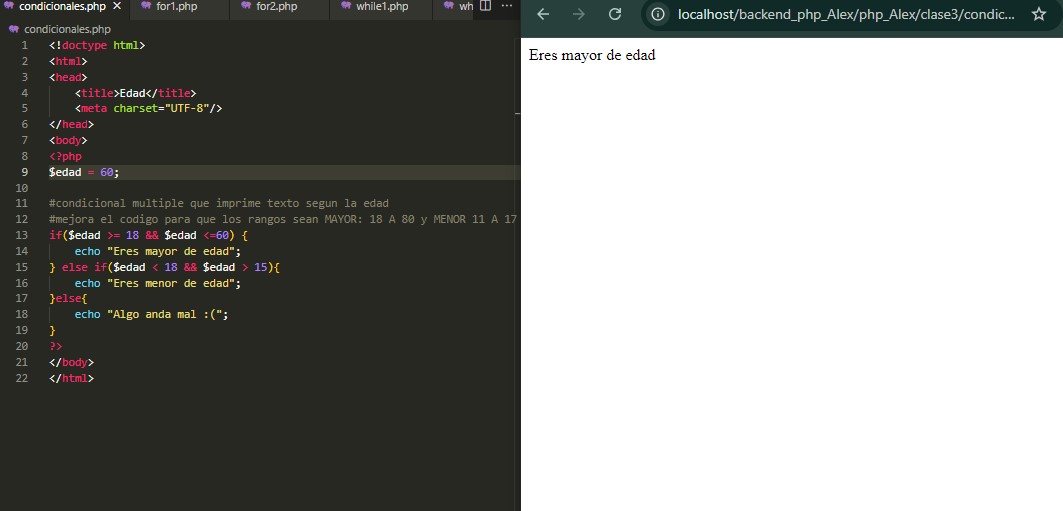 condicionales.php
for1.php
for2.php
while1.php
wh
condicionales.php
1 <!doctype html>
2 <html>
3 <head>
4     <title>Edad</title>
5     <meta charset="UTF-8"/>
6 </head>
7 <body>
8 <?php
9 $edad = 60;
10
11 #condicional multiple que imprime texto segun la edad
12 #mejora el codigo para que los rangos sean MAYOR: 18 A 80 y MENOR 11 A 17
13 if($edad >= 18 && $edad <=60) {
14     echo "Eres mayor de edad";
15 } else if($edad < 18 && $edad > 15){
16     echo "Eres menor de edad";
17 }else{
18     echo "Algo anda mal :(";
19 }
20 ?>
21 </body>
22 </html>
localhost/backend_php_Alex/php_Alex/clase3/condic...
Eres mayor de edad